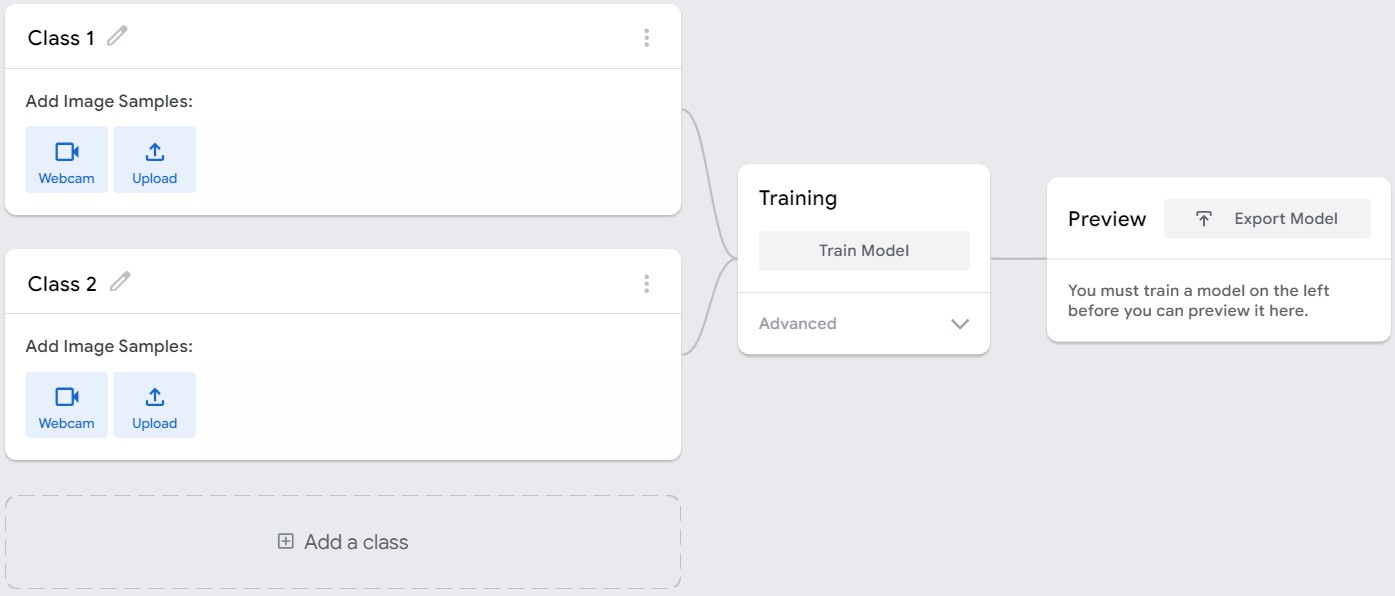 Class 1
Add Image Samples:
Webcam
Upload
Class 2
Add Image Samples:
Webcam
Upload
Add a class
Training
Train Model
Advanced
Preview
Export Model
You must train a model on the left
before you can preview it here.